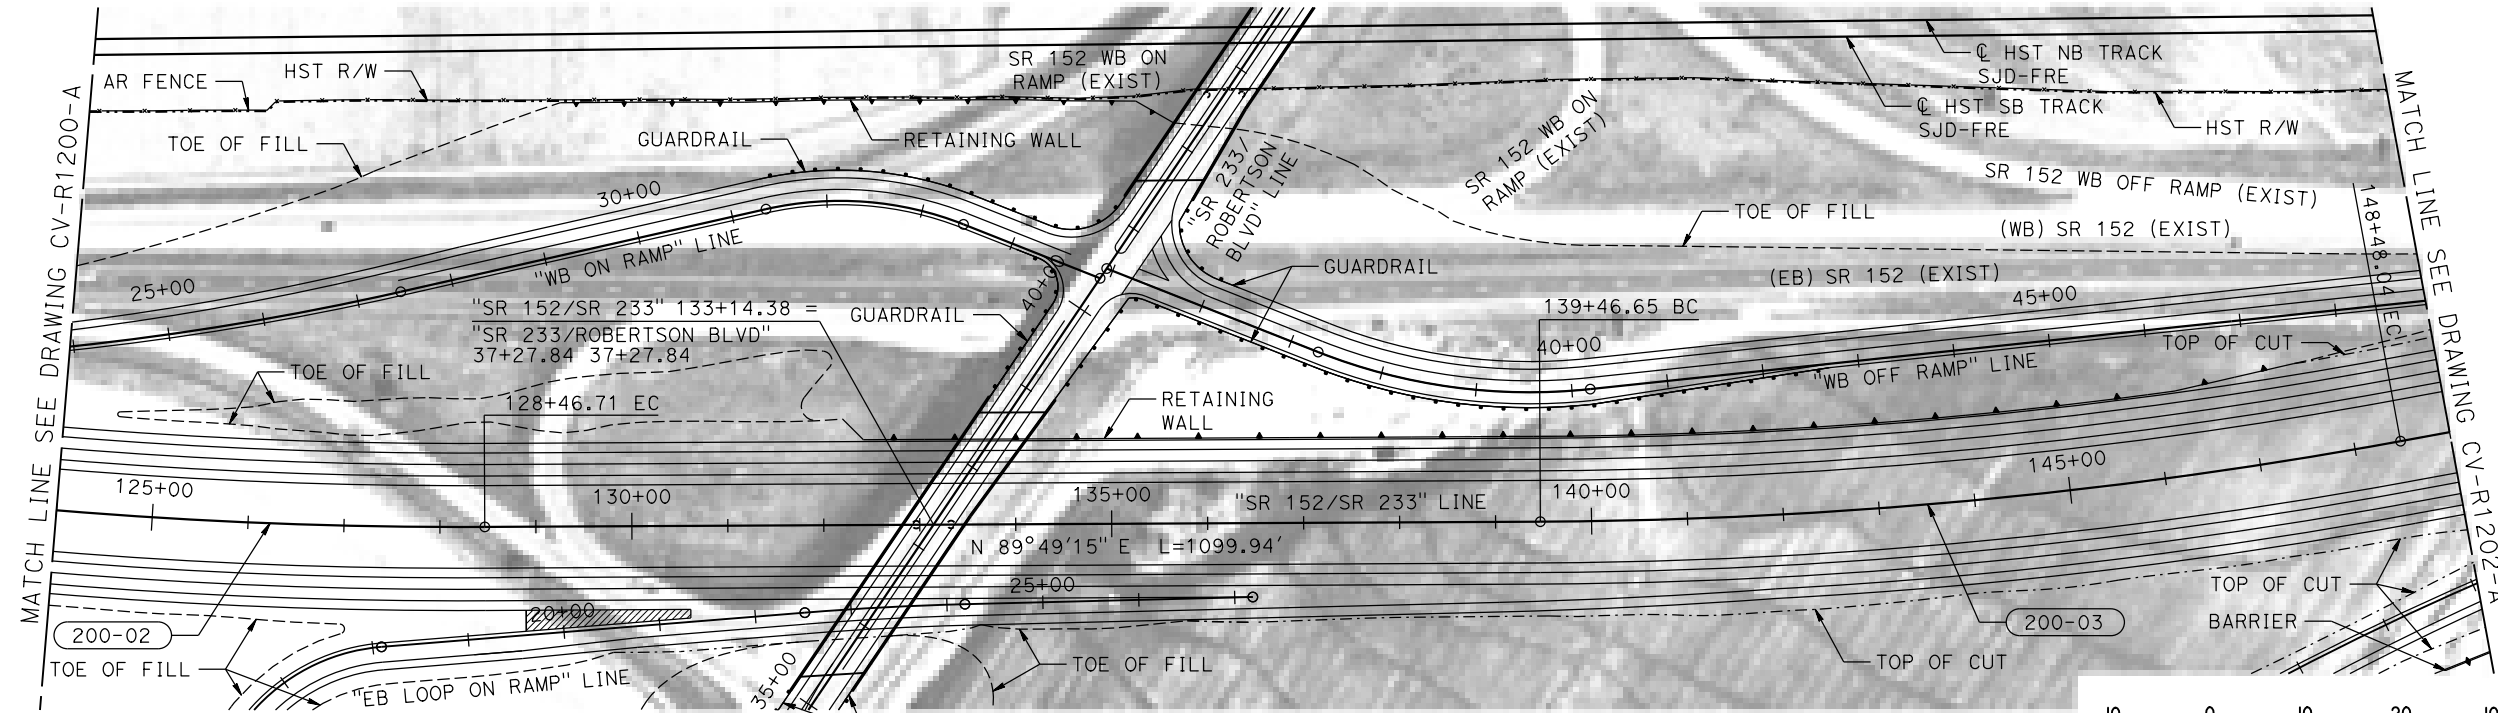 MATCH LINE SEE DRAWING CV-R1200-A
AR FENCE
HST R/W
TOE OF FILL
GUARDRAIL
SR 152 WB ON
RAMP (EXIST)
RETAINING WALL
℄ HST NB TRACK
SJD-FRE
℄ HST SB TRACK
SJD-FRE
HST R/W
SR 152 WB ON
RAMP (EXIST)
"SR 233/
ROBERTSON
BLVD" LINE
SR 152 WB OFF RAMP (EXIST)
TOE OF FILL
(WB) SR 152 (EXIST)
148+48.04 EC
30+00
"WB ON RAMP" LINE
25+00
40+00
GUARDRAIL
(EB) SR 152 (EXIST)
45+00
"SR 152/SR 233" 133+14.38 =
"SR 233/ROBERTSON BLVD"
37+27.84 37+27.84
GUARDRAIL
139+46.65 BC
40+00
TOP OF CUT
"WB OFF RAMP" LINE
TOE OF FILL
128+46.71 EC
RETAINING
WALL
125+00
130+00
135+00
"SR 152/SR 233" LINE
140+00
145+00
N 89°49'15" E L=1099.94'
25+00
20+00
200-02
TOE OF FILL
"EB LOOP ON RAMP" LINE
35+00
TOE OF FILL
TOP OF CUT
200-03
TOP OF CUT
BARRIER
MATCH LINE SEE DRAWING CV-R1202-A